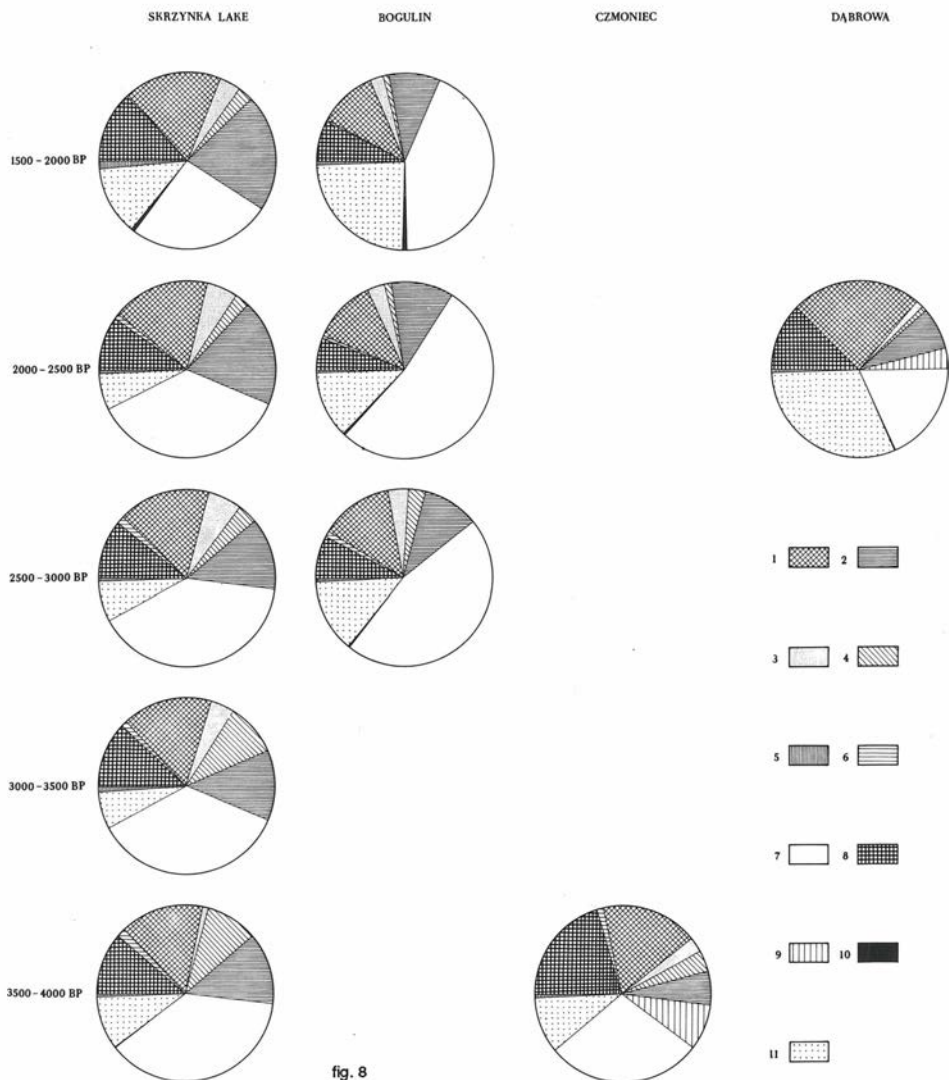 SKRZYNKA LAKE BOGULIN CZMONIEC DĄBROWA
1500 – 2000 BP
2000 – 2500 BP
2500 – 3000 BP
1 2
3 4
5 6
3000 – 3500 BP
7 8
9 10
3500 – 4000 BP
11
fig. 8